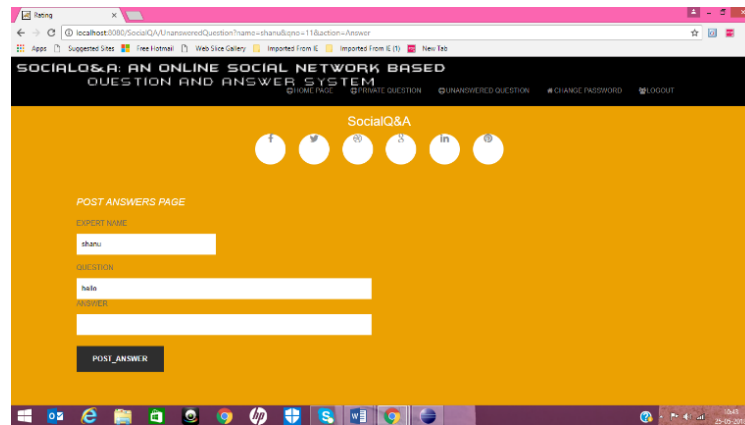 Rating
localhost:8080/SocialQA/UnansweredQuestion?name=shanu&qno=11&action=Answer
Apps Suggested Sites Free Hotmail Web Slice Gallery Imported From IE Imported From IE (1) New Tab
SOCIALQ&A: AN ONLINE SOCIAL NETWORK BASED
QUESTION AND ANSWER SYSTEM
HOME PAGE PRIVATE QUESTION UNANSWERED QUESTION CHANGE PASSWORD LOGOUT
SocialQ&A
POST ANSWERS PAGE
EXPERT NAME
shanu
QUESTION
hello
ANSWER
POST_ANSWER